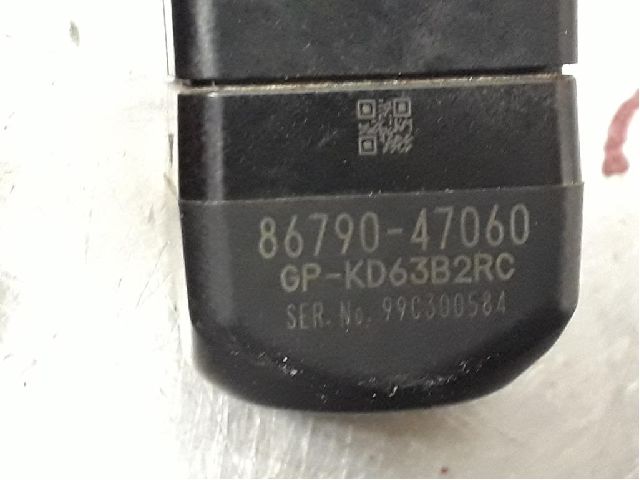 86790-47060
GP-KD63B2RC
SER. No. 99C300584